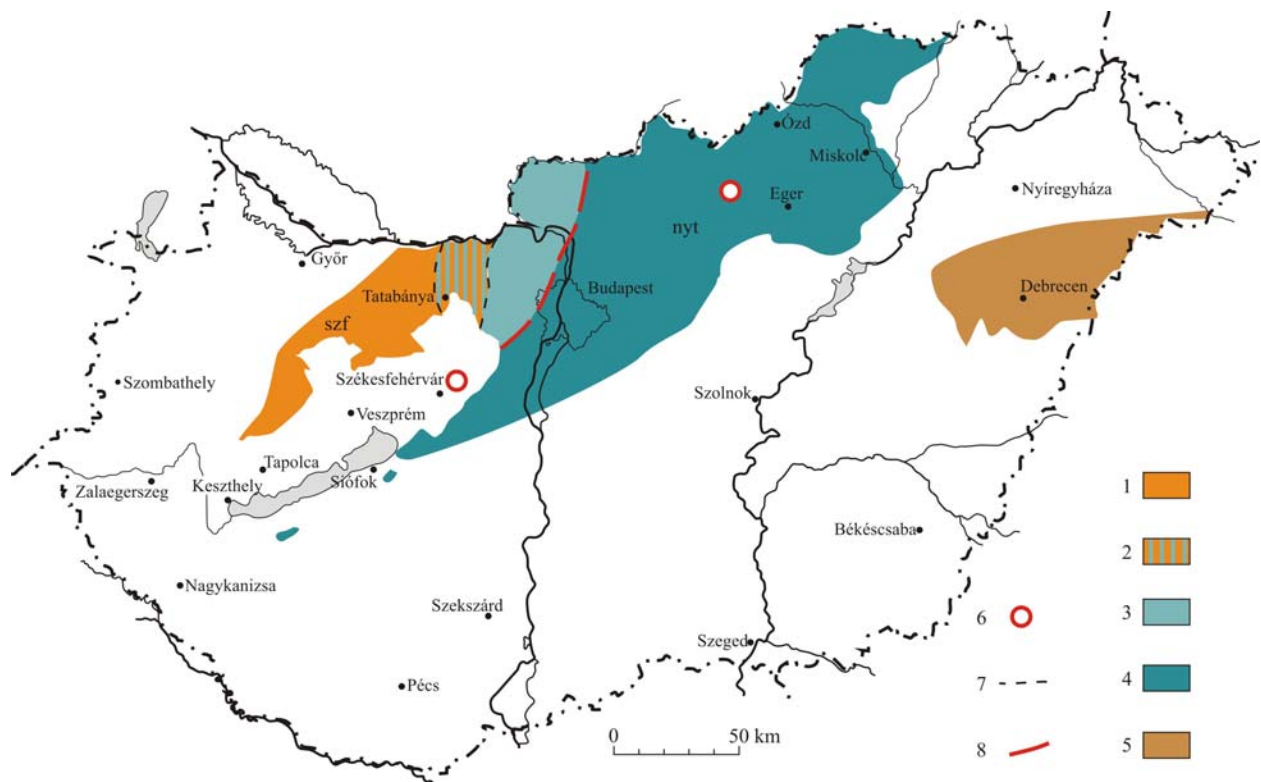 Ózd
Miskolc
Nyíregyháza
Eger
nyt
Győr
Budapest
Debrecen
Tatabánya
szf
Székesfehérvár
Szombathely
Szolnok
Veszprém
Tapolca
Siófok
Zalaegerszeg
Keszthely
Békéscsaba
Nagykanizsa
Szekszárd
Szeged
Pécs
0 50 km
1
2
3
4
5
6
7
8